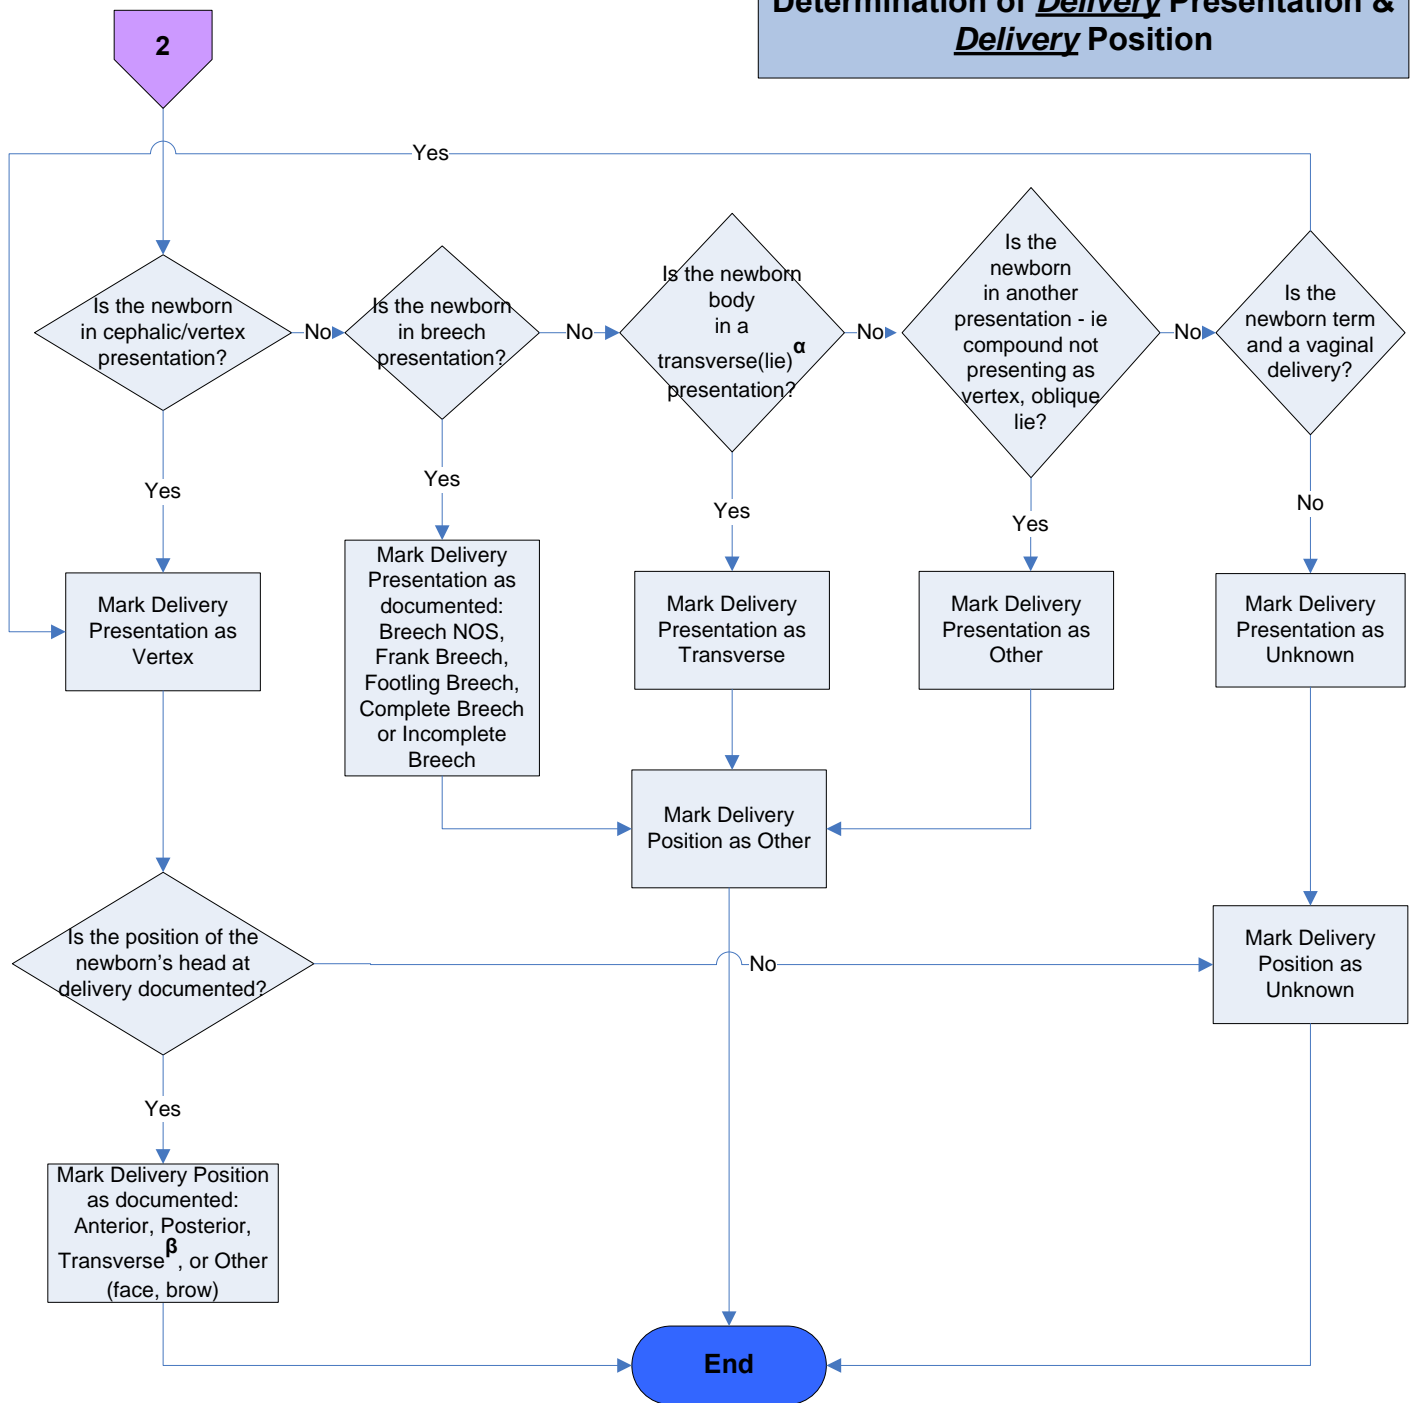 Determination of Delivery Presentation &
Delivery Position
2
Yes
Is the newborn
in cephalic/vertex
presentation?
No
Is the newborn
in breech
presentation?
No
Is the newborn
body
in a
transverse(lie)α
presentation?
No
Is the
newborn
in another
presentation - ie
compound not
presenting as
vertex, oblique
lie?
No
Is the
newborn term
and a vaginal
delivery?
Yes
Yes
Yes
Yes
No
Mark Delivery
Presentation as
Vertex
Mark Delivery
Presentation as
documented:
Breech NOS,
Frank Breech,
Footling Breech,
Complete Breech
or Incomplete
Breech
Mark Delivery
Presentation as
Transverse
Mark Delivery
Presentation as
Other
Mark Delivery
Presentation as
Unknown
Mark Delivery
Position as Other
Is the position of the
newborn’s head at
delivery documented?
No
Mark Delivery
Position as
Unknown
Yes
Mark Delivery Position
as documented:
Anterior, Posterior,
Transverseβ, or Other
(face, brow)
End